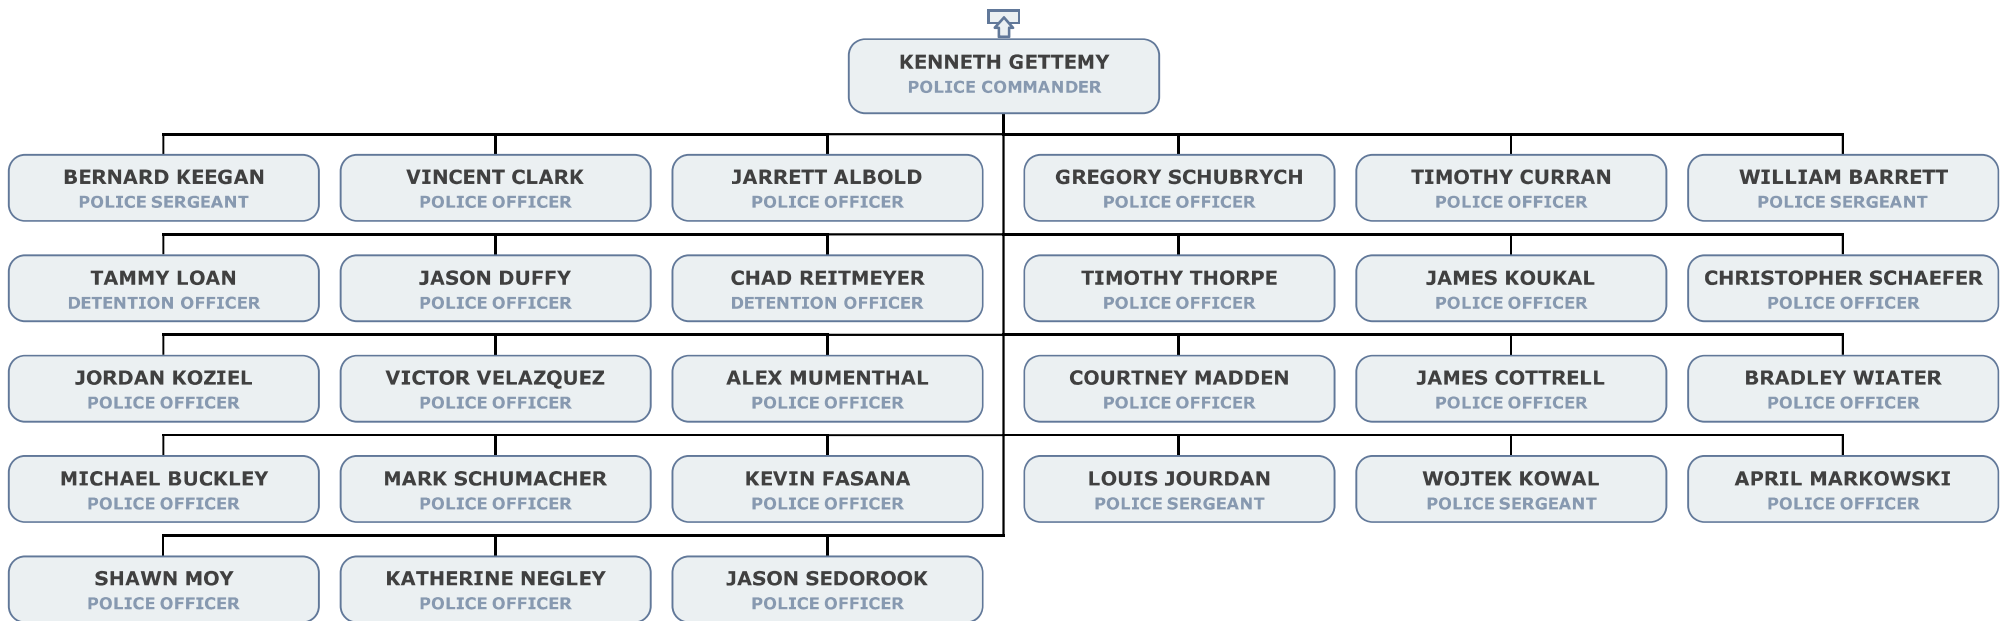 KENNETH GETTEMY
POLICE COMMANDER
BERNARD KEEGAN
POLICE SERGEANT
VINCENT CLARK
POLICE OFFICER
JARRETT ALBOLD
POLICE OFFICER
GREGORY SCHUBRYCH
POLICE OFFICER
TIMOTHY CURRAN
POLICE OFFICER
WILLIAM BARRETT
POLICE SERGEANT
TAMMY LOAN
DETENTION OFFICER
JASON DUFFY
POLICE OFFICER
CHAD REITMEYER
DETENTION OFFICER
TIMOTHY THORPE
POLICE OFFICER
JAMES KOUKAL
POLICE OFFICER
CHRISTOPHER SCHAEFER
POLICE OFFICER
JORDAN KOZIEL
POLICE OFFICER
VICTOR VELAZQUEZ
POLICE OFFICER
ALEX MUMENTHAL
POLICE OFFICER
COURTNEY MADDEN
POLICE OFFICER
JAMES COTTRELL
POLICE OFFICER
BRADLEY WIATER
POLICE OFFICER
MICHAEL BUCKLEY
POLICE OFFICER
MARK SCHUMACHER
POLICE OFFICER
KEVIN FASANA
POLICE OFFICER
LOUIS JOURDAN
POLICE SERGEANT
WOJTEK KOWAL
POLICE SERGEANT
APRIL MARKOWSKI
POLICE OFFICER
SHAWN MOY
POLICE OFFICER
KATHERINE NEGLEY
POLICE OFFICER
JASON SEDOROOK
POLICE OFFICER